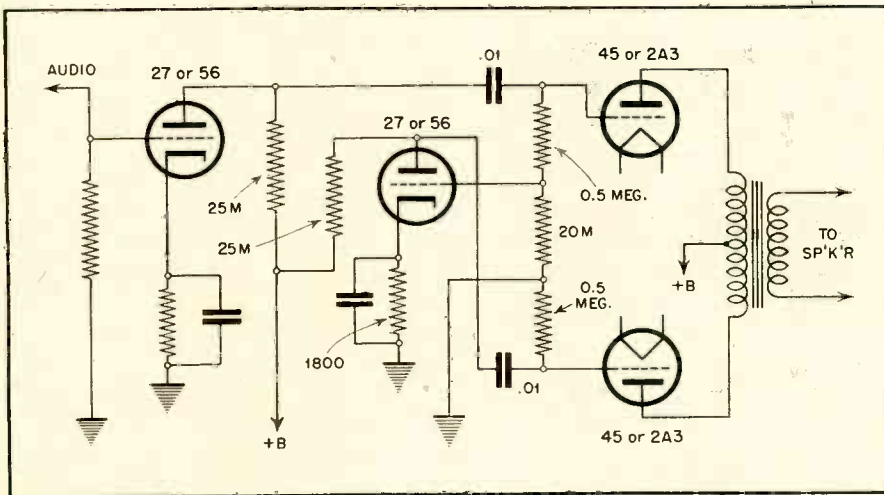 AUDIO
27 or 56
.01
45 or 2A3
27 or 56
25M
25M
0.5 MEG.
20M
0.5
MEG.
1800
.01
+B
+B
TO
SP'K'R
45 or 2A3